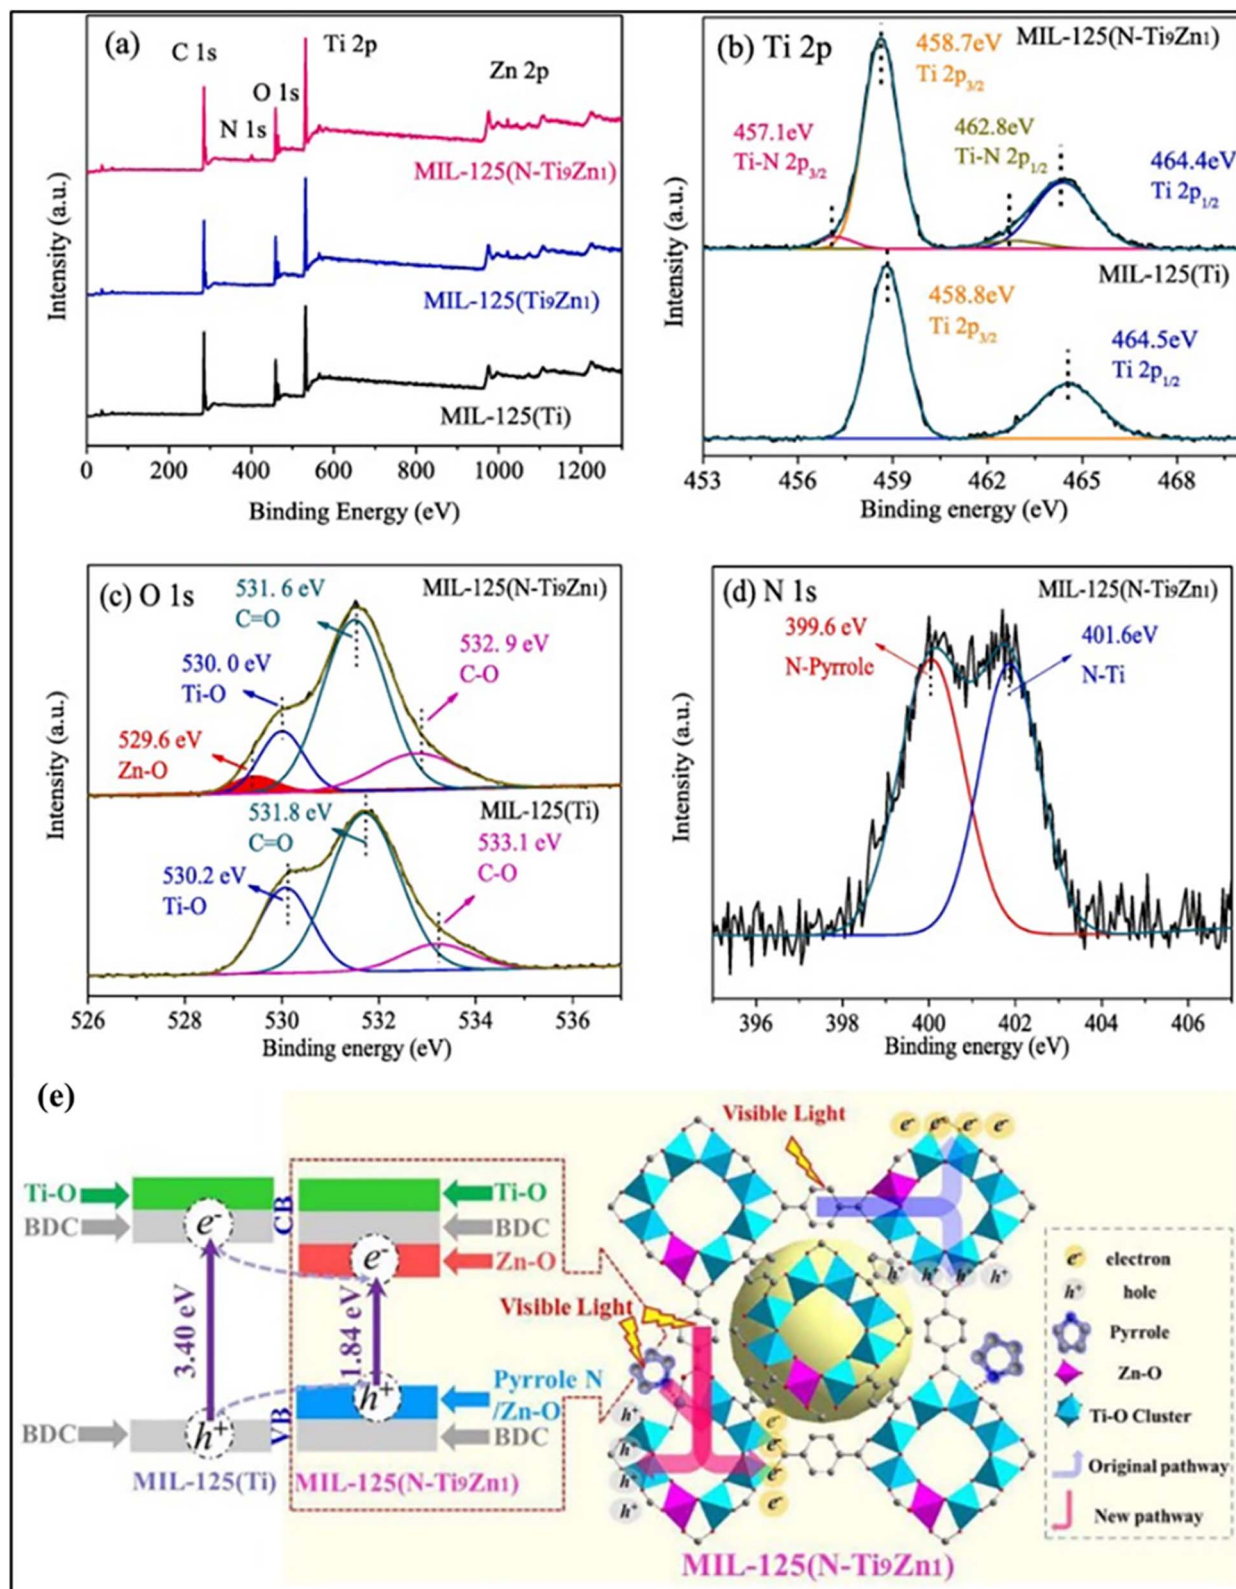 (a)
C 1s
Ti 2p
N 1s
O 1s
Zn 2p
MIL-125(N-Ti9Zn1)
MIL-125(Ti9Zn1)
MIL-125(Ti)
Intensity (a.u.)
0 200 400 600 800 1000 1200
Binding Energy (eV)
(b) Ti 2p
458.7eV
Ti 2p3/2
MIL-125(N-Ti9Zn1)
457.1eV
Ti-N 2p3/2
462.8eV
Ti-N 2p1/2
464.4eV
Ti 2p1/2
MIL-125(Ti)
458.8eV
Ti 2p3/2
464.5eV
Ti 2p1/2
Intensity (a.u.)
453 456 459 462 465 468
Binding energy (eV)
(c) O 1s
531. 6 eV
C=O
MIL-125(N-Ti9Zn1)
532. 9 eV
C-O
530. 0 eV
Ti-O
529.6 eV
Zn-O
MIL-125(Ti)
531.8 eV
C=O
533.1 eV
C-O
530.2 eV
Ti-O
Intensity (a.u.)
526 528 530 532 534 536
Binding energy (eV)
(d) N 1s
MIL-125(N-Ti9Zn1)
399.6 eV
N-Pyrrole
401.6eV
N-Ti
Intensity (a.u.)
396 398 400 402 404 406
Binding energy (eV)
(e)
Ti-O
BDC
e-
CB
Ti-O
BDC
e-
Zn-O
3.40 eV
1.84 eV
h+
Pyrrole N
/Zn-O
BDC
h+
VB
BDC
MIL-125(Ti)
MIL-125(N-Ti9Zn1)
Visible Light
e- e- e- e-
h+ h+ h+ h+
Visible Light
h+
h+
h+
h+
e-
e-
e-
e-
MIL-125(N-Ti9Zn1)
e- electron
h+ hole
Pyrrole
Zn-O
Ti-O Cluster
Original pathway
New pathway